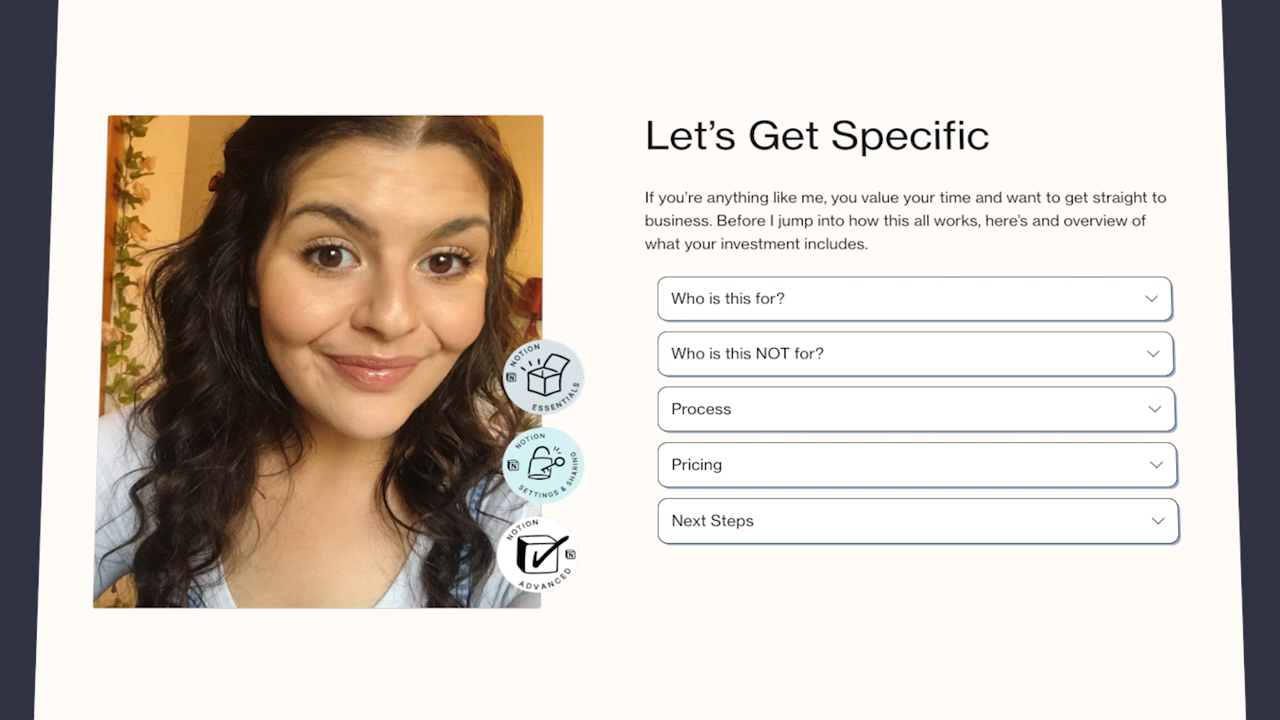 Let's Get Specific
If you're anything like me, you value your time and want to get straight to
business. Before I jump into how this all works, here's and overview of
what your investment includes.
Who is this for?
Who is this NOT for?
Process
Pricing
Next Steps
NOTION
ESSENTIALS
NOTION
SETTINGS & SHARING
NOTION
ADVANCED